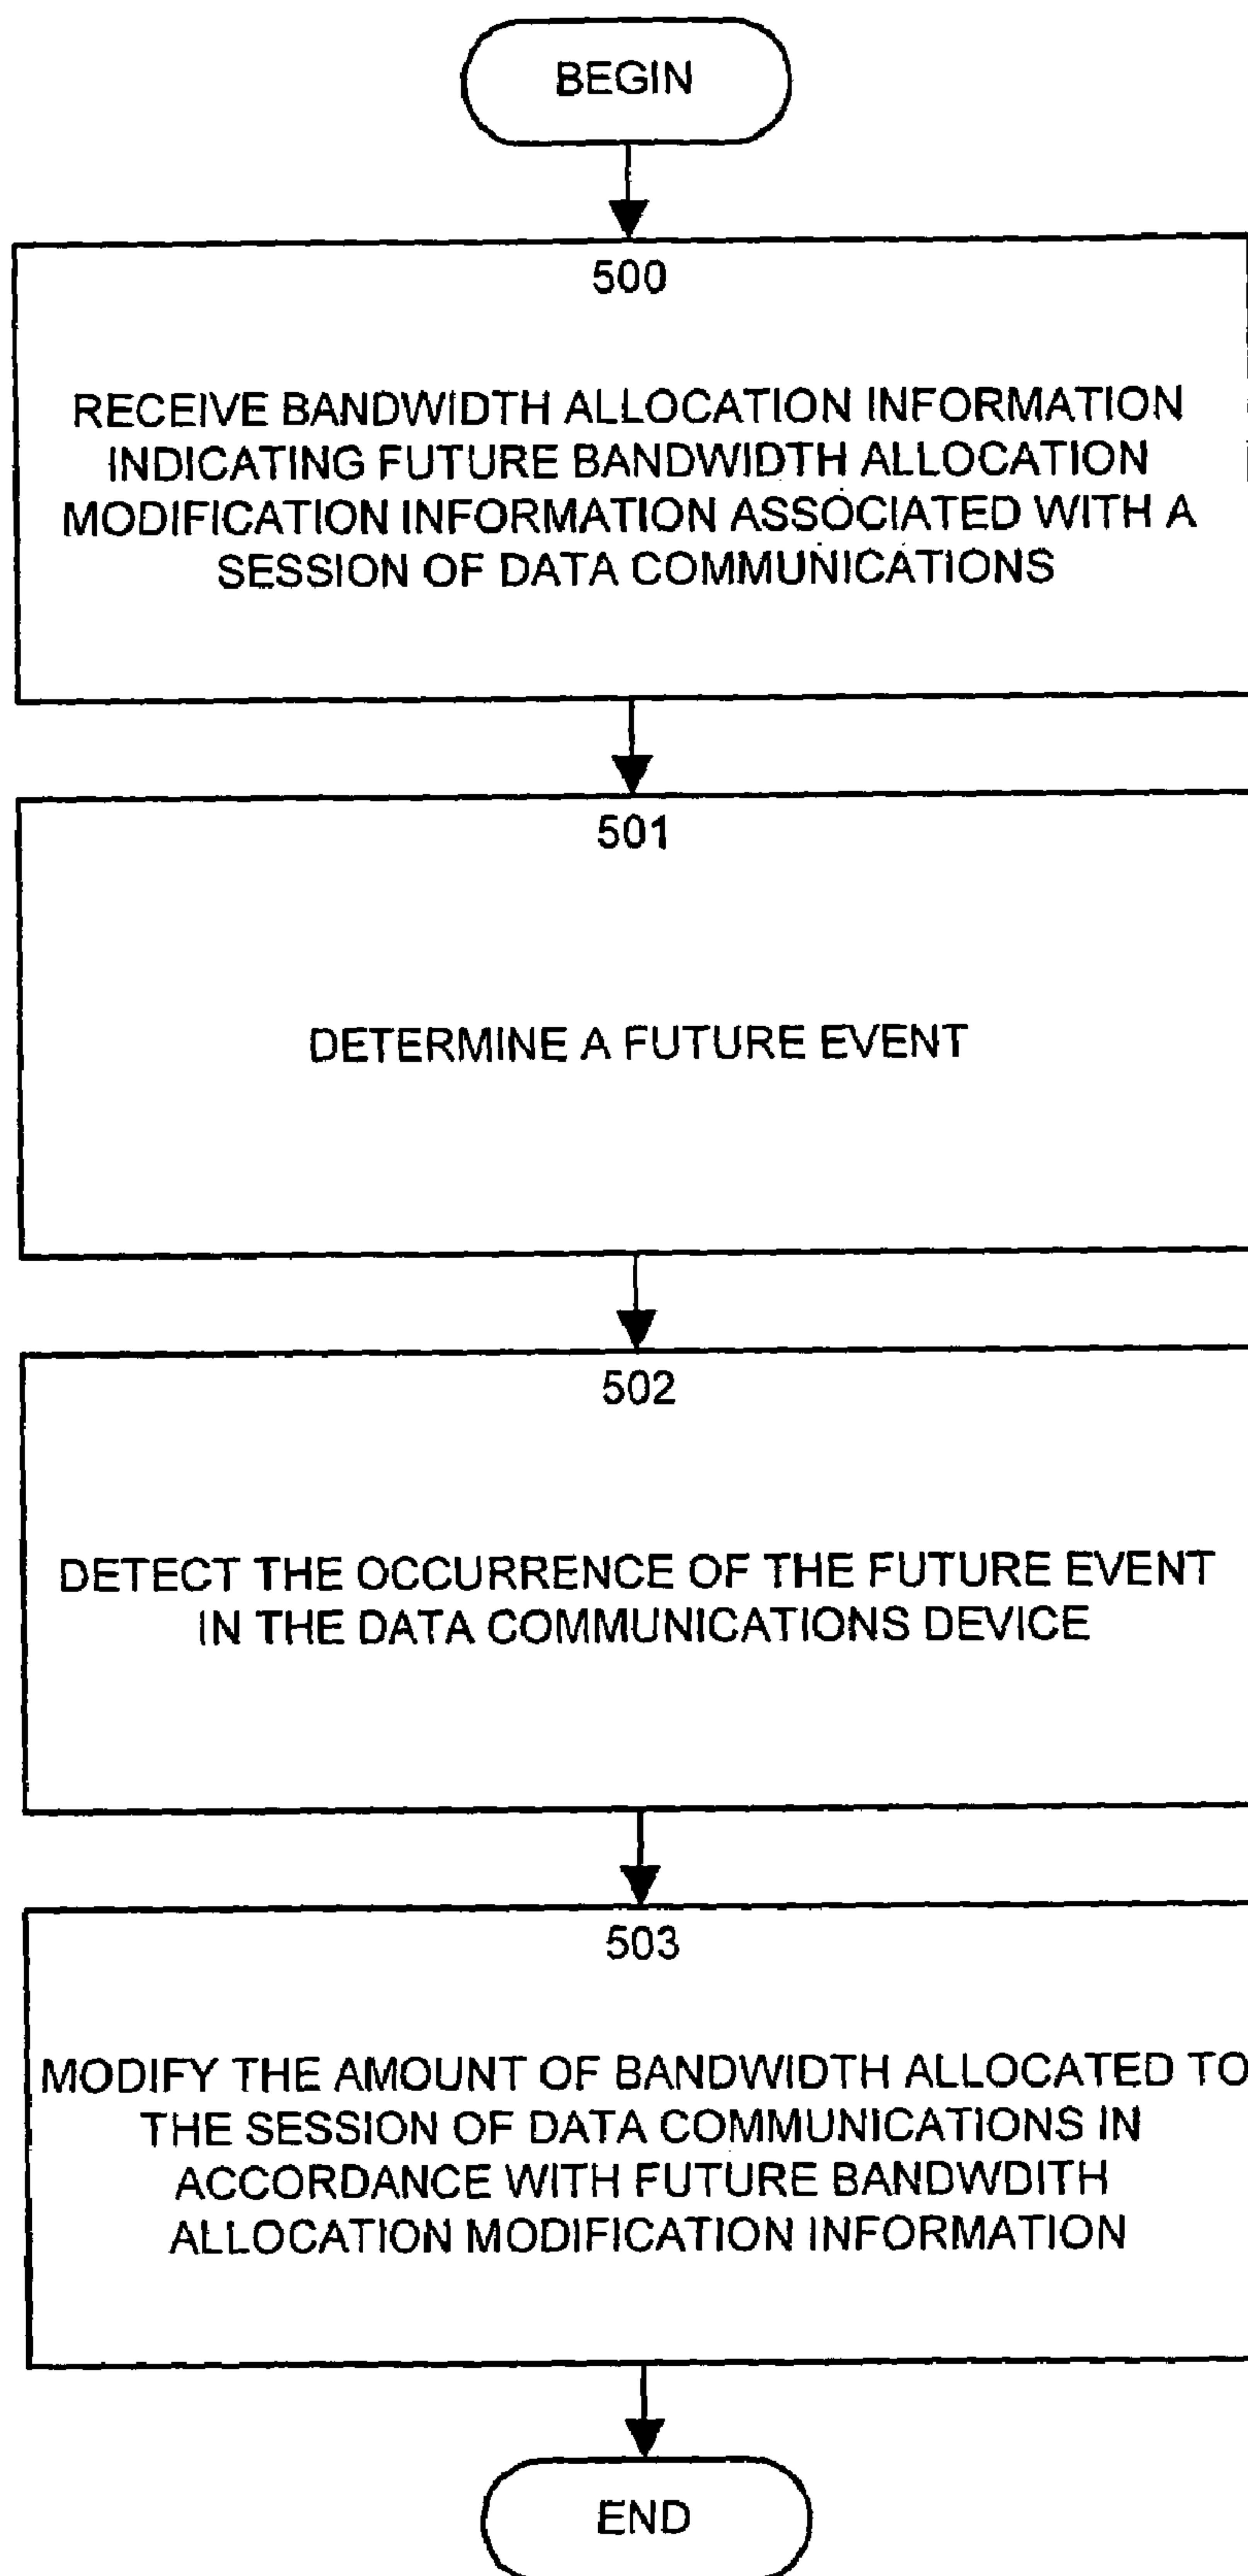 BEGIN
500
RECEIVE BANDWIDTH ALLOCATION INFORMATION
INDICATING FUTURE BANDWIDTH ALLOCATION
MODIFICATION INFORMATION ASSOCIATED WITH A
SESSION OF DATA COMMUNICATIONS
501
DETERMINE A FUTURE EVENT
502
DETECT THE OCCURRENCE OF THE FUTURE EVENT
IN THE DATA COMMUNICATIONS DEVICE
503
MODIFY THE AMOUNT OF BANDWIDTH ALLOCATED TO
THE SESSION OF DATA COMMUNICATIONS IN
ACCORDANCE WITH FUTURE BANDWDITH
ALLOCATION MODIFICATION INFORMATION
END